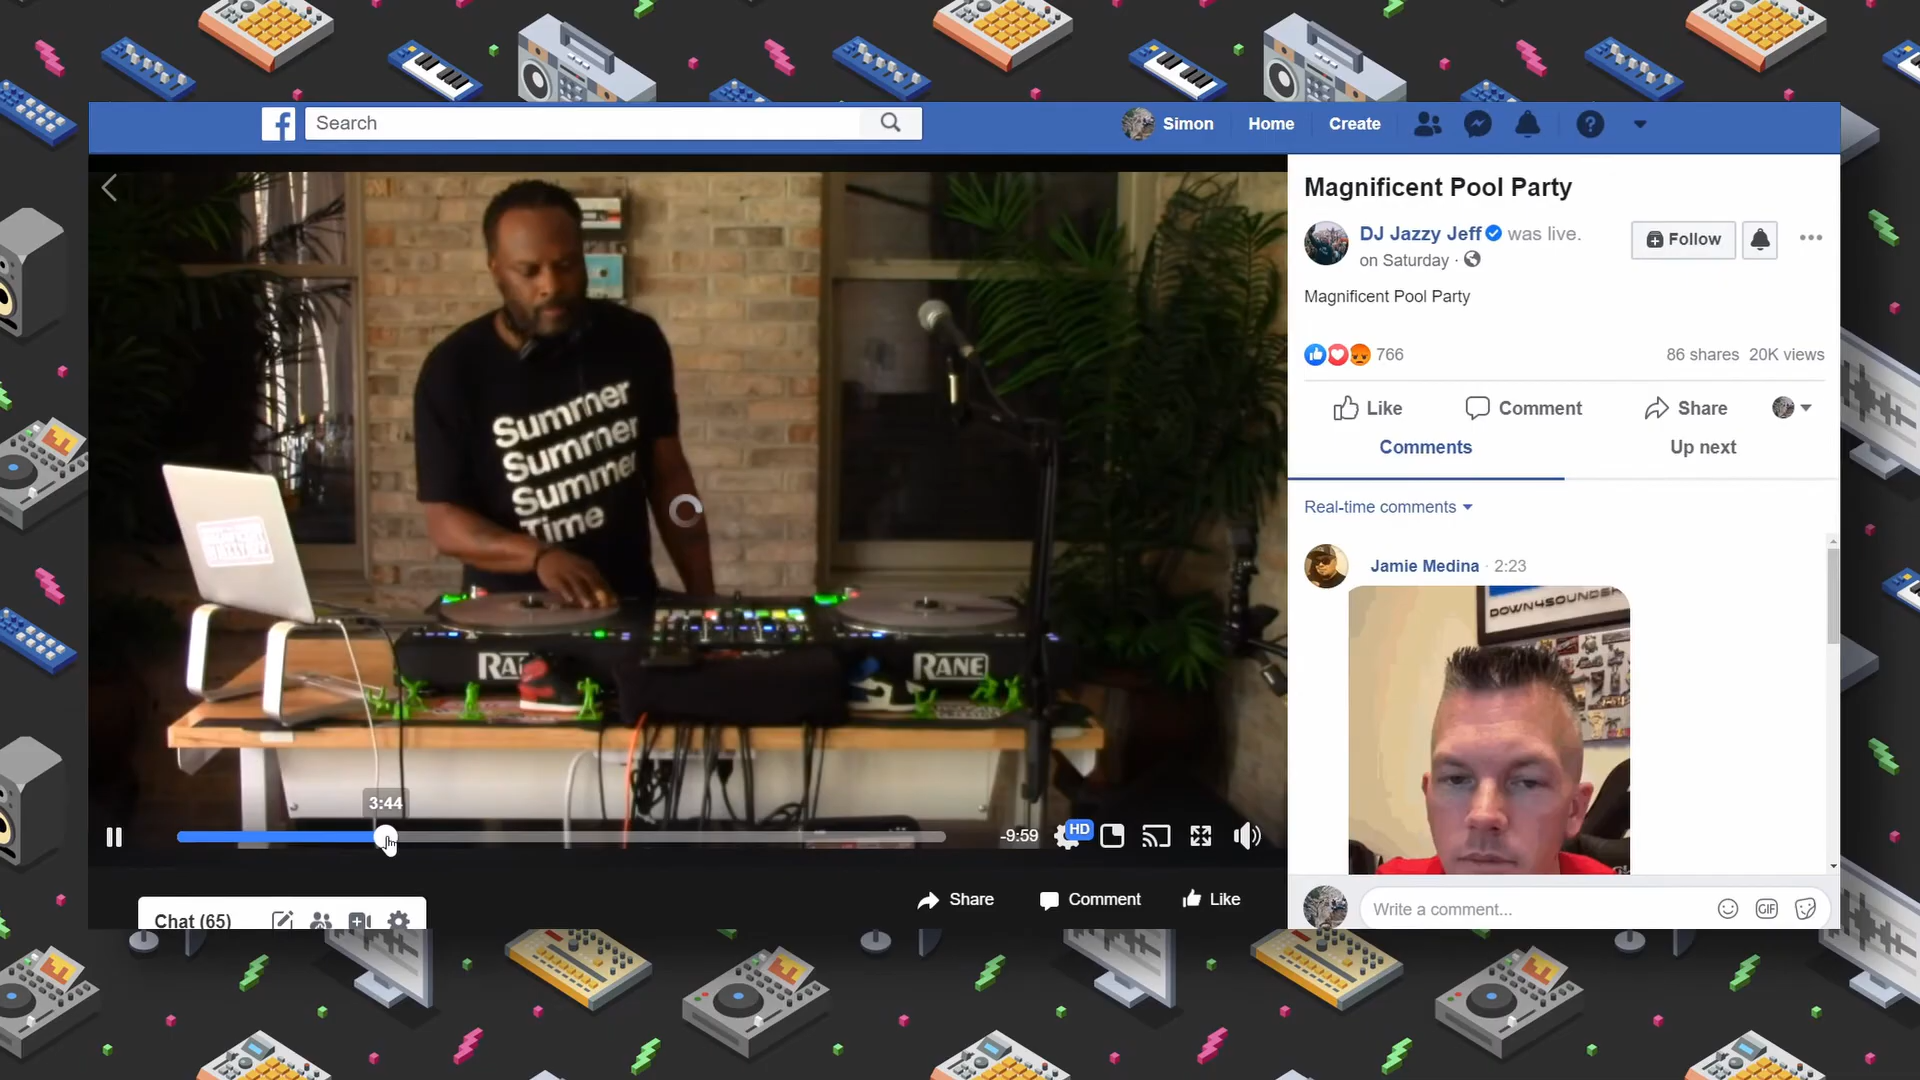 Search
Simon
Home
Create
Magnificent Pool Party
DJ Jazzy Jeff was live.
on Saturday ·
Follow
Magnificent Pool Party
766
86 shares 20K views
Like
Comment
Share
Comments
Up next
Real-time comments
Jamie Medina · 2:23
DOWN4SOUND
Summer
Summer
Summer
Time
RANE
3:44
-9:59
HD
Share
Comment
Like
Chat (65)
Write a comment...
GIF